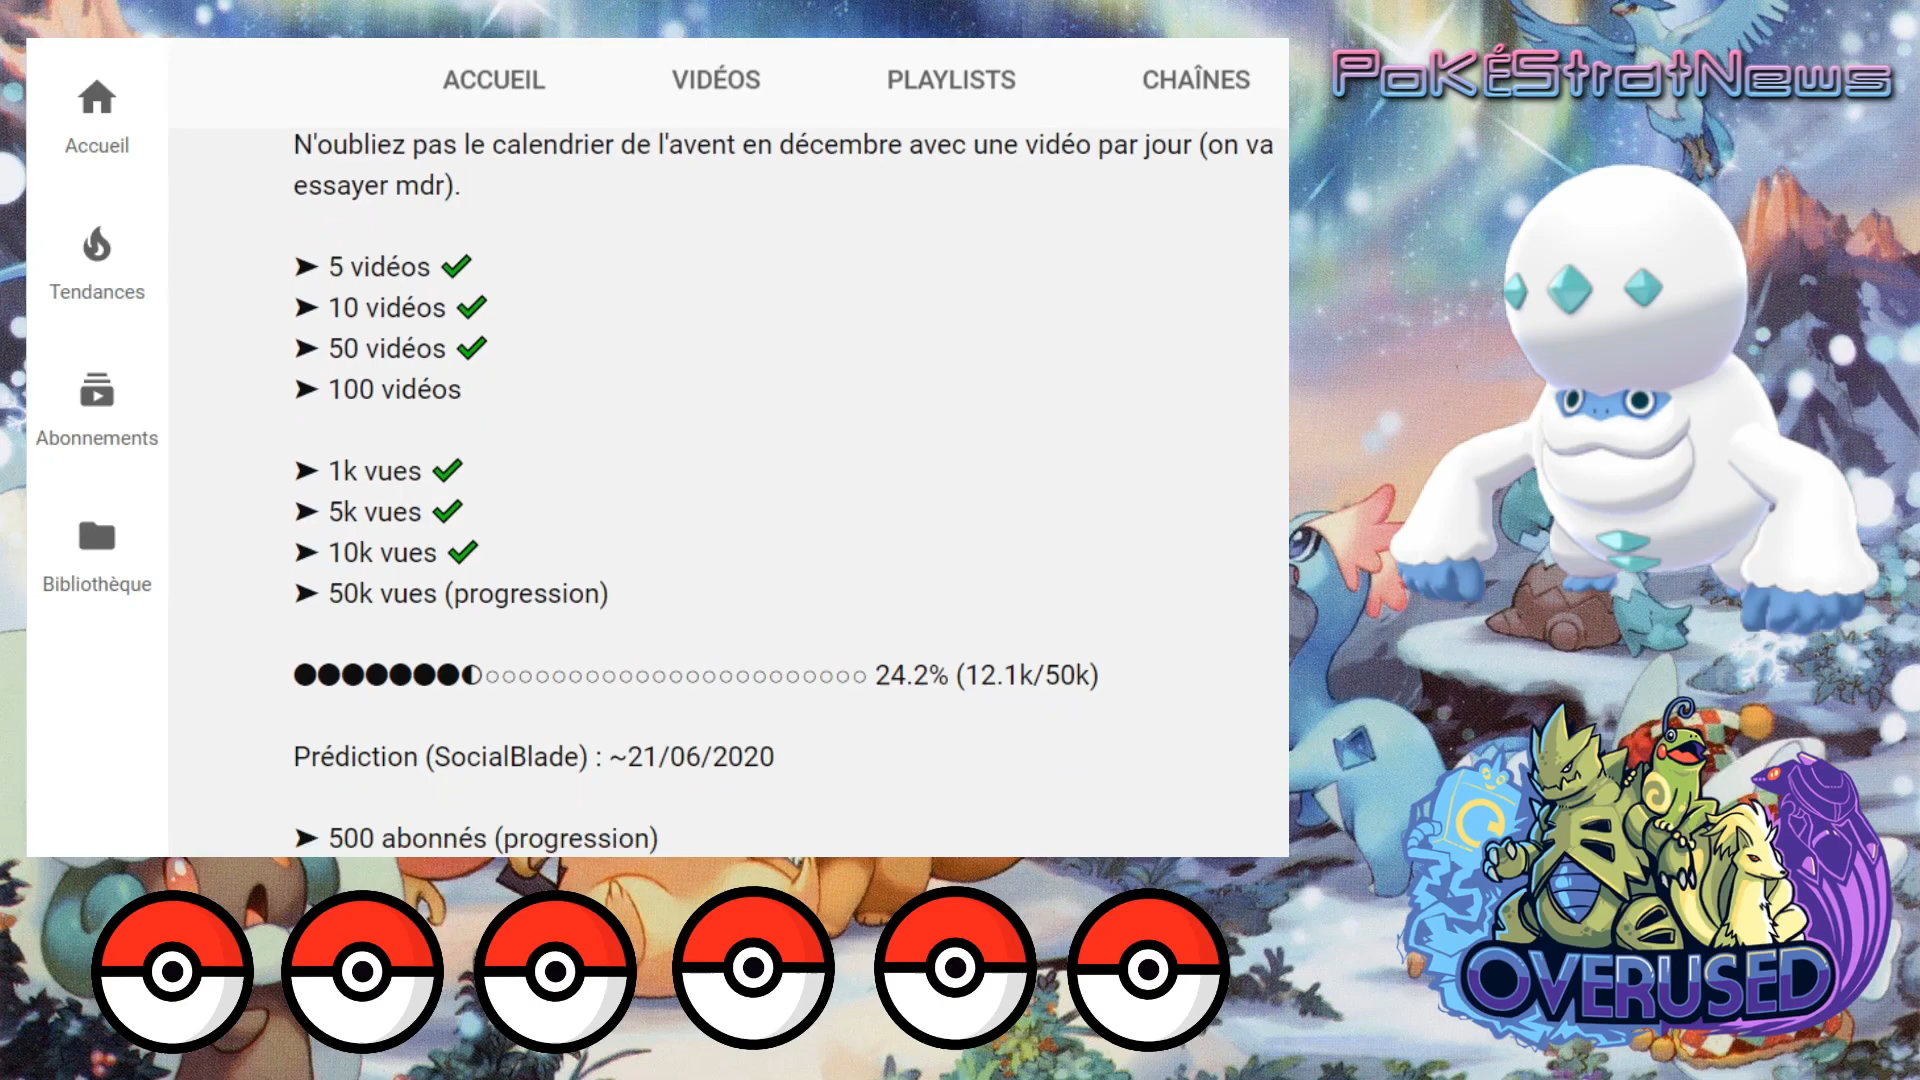 ACCUEIL VIDÉOS PLAYLISTS CHAÎNES
PoKÉStratNews
Accueil
Tendances
Abonnements
Bibliothèque
N'oubliez pas le calendrier de l'avent en décembre avec une vidéo par jour (on va
essayer mdr).
➤ 5 vidéos ✔
➤ 10 vidéos ✔
➤ 50 vidéos ✔
➤ 100 vidéos
➤ 1k vues ✔
➤ 5k vues ✔
➤ 10k vues ✔
➤ 50k vues (progression)
●●●●●●●◐○○○○○○○○○○○○○○○○○○○○○○○ 24.2% (12.1k/50k)
Prédiction (SocialBlade) : ~21/06/2020
➤ 500 abonnés (progression)
OVERUSED